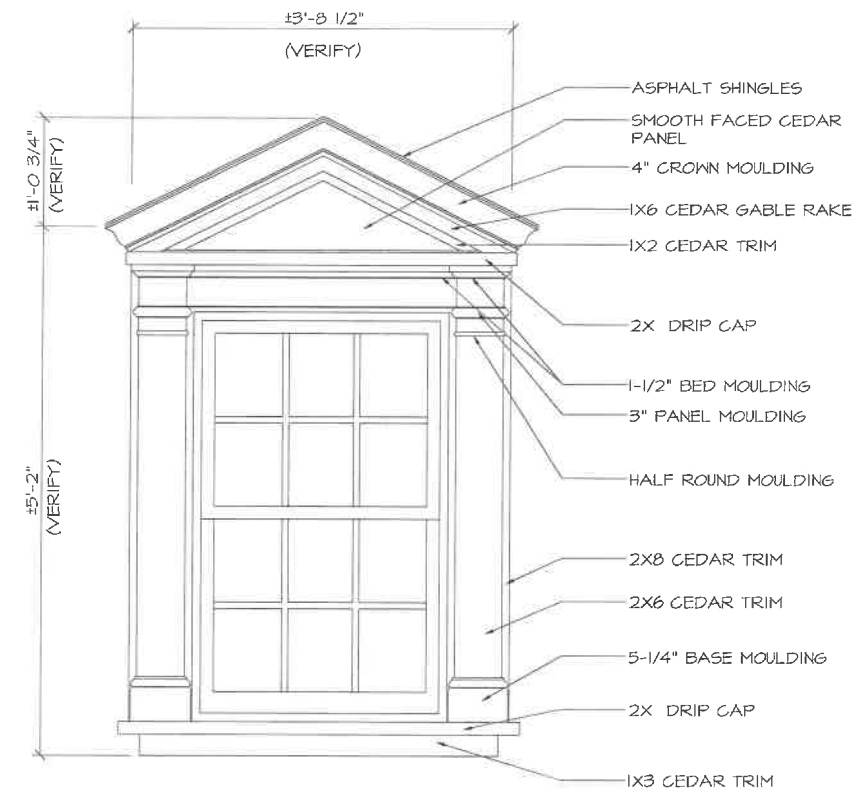 ±3'-8 1/2"
(VERIFY)
±1'-0 3/4"
(VERIFY)
±5'-2"
(VERIFY)
ASPHALT SHINGLES
SMOOTH FACED CEDAR
PANEL
4" CROWN MOULDING
1X6 CEDAR GABLE RAKE
1X2 CEDAR TRIM
2X DRIP CAP
1-1/2" BED MOULDING
3" PANEL MOULDING
HALF ROUND MOULDING
2X8 CEDAR TRIM
2X6 CEDAR TRIM
5-1/4" BASE MOULDING
2X DRIP CAP
1X3 CEDAR TRIM